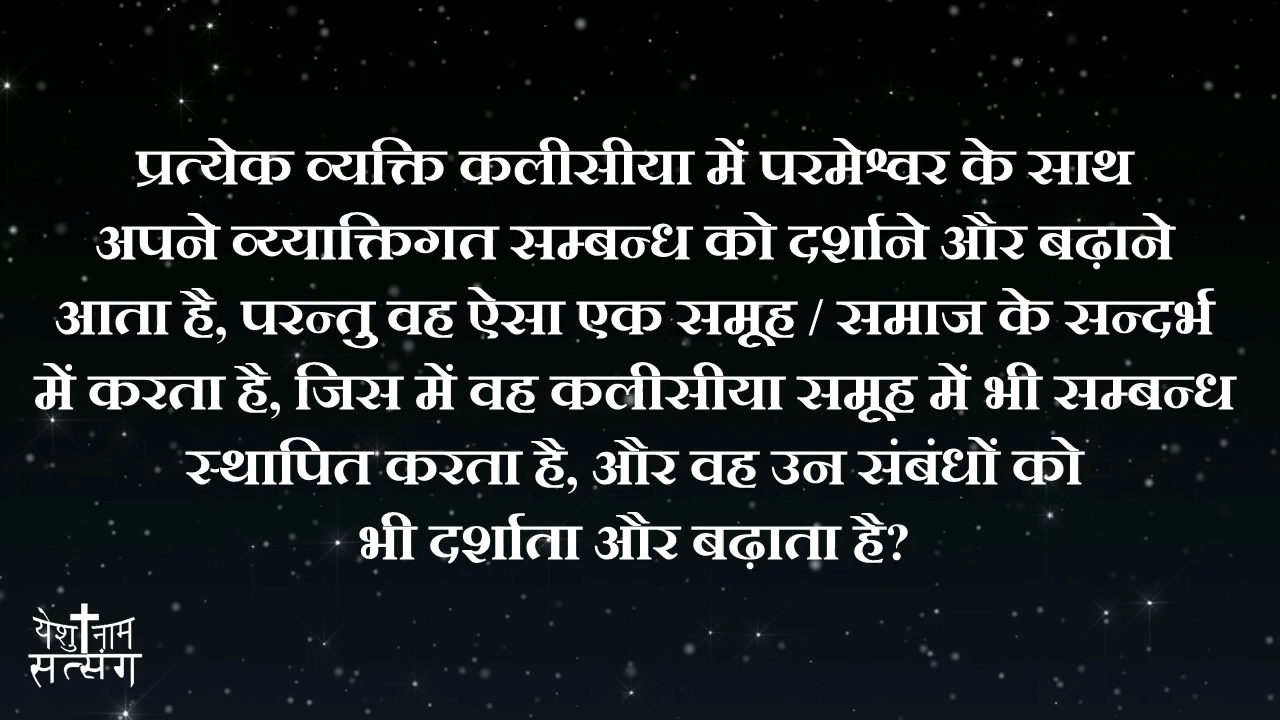 प्रत्येक व्यक्ति कलीसीया में परमेश्वर के साथ
अपने व्य्याक्तिगत सम्बन्ध को दर्शाने और बढ़ाने
आता है, परन्तु वह ऐसा एक समूह / समाज के सन्दर्भ
में करता है, जिस में वह कलीसीया समूह में भी सम्बन्ध
स्थापित करता है, और वह उन संबंधों को
भी दर्शाता और बढ़ाता है?
येशु नाम
सत्संग